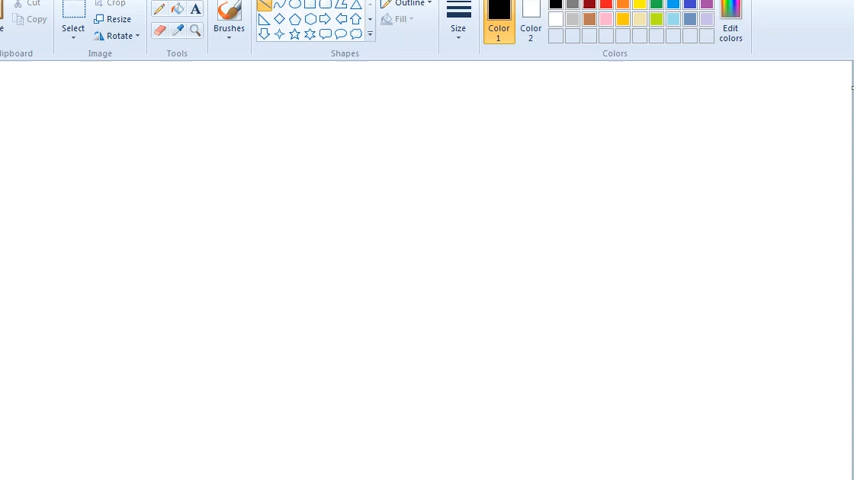 Cut
Copy
Select
Crop
Resize
Rotate
A
Brushes
Outline
Fill
Size
Color
1
Color
2
Edit
colors
Image
Tools
Shapes
Colors